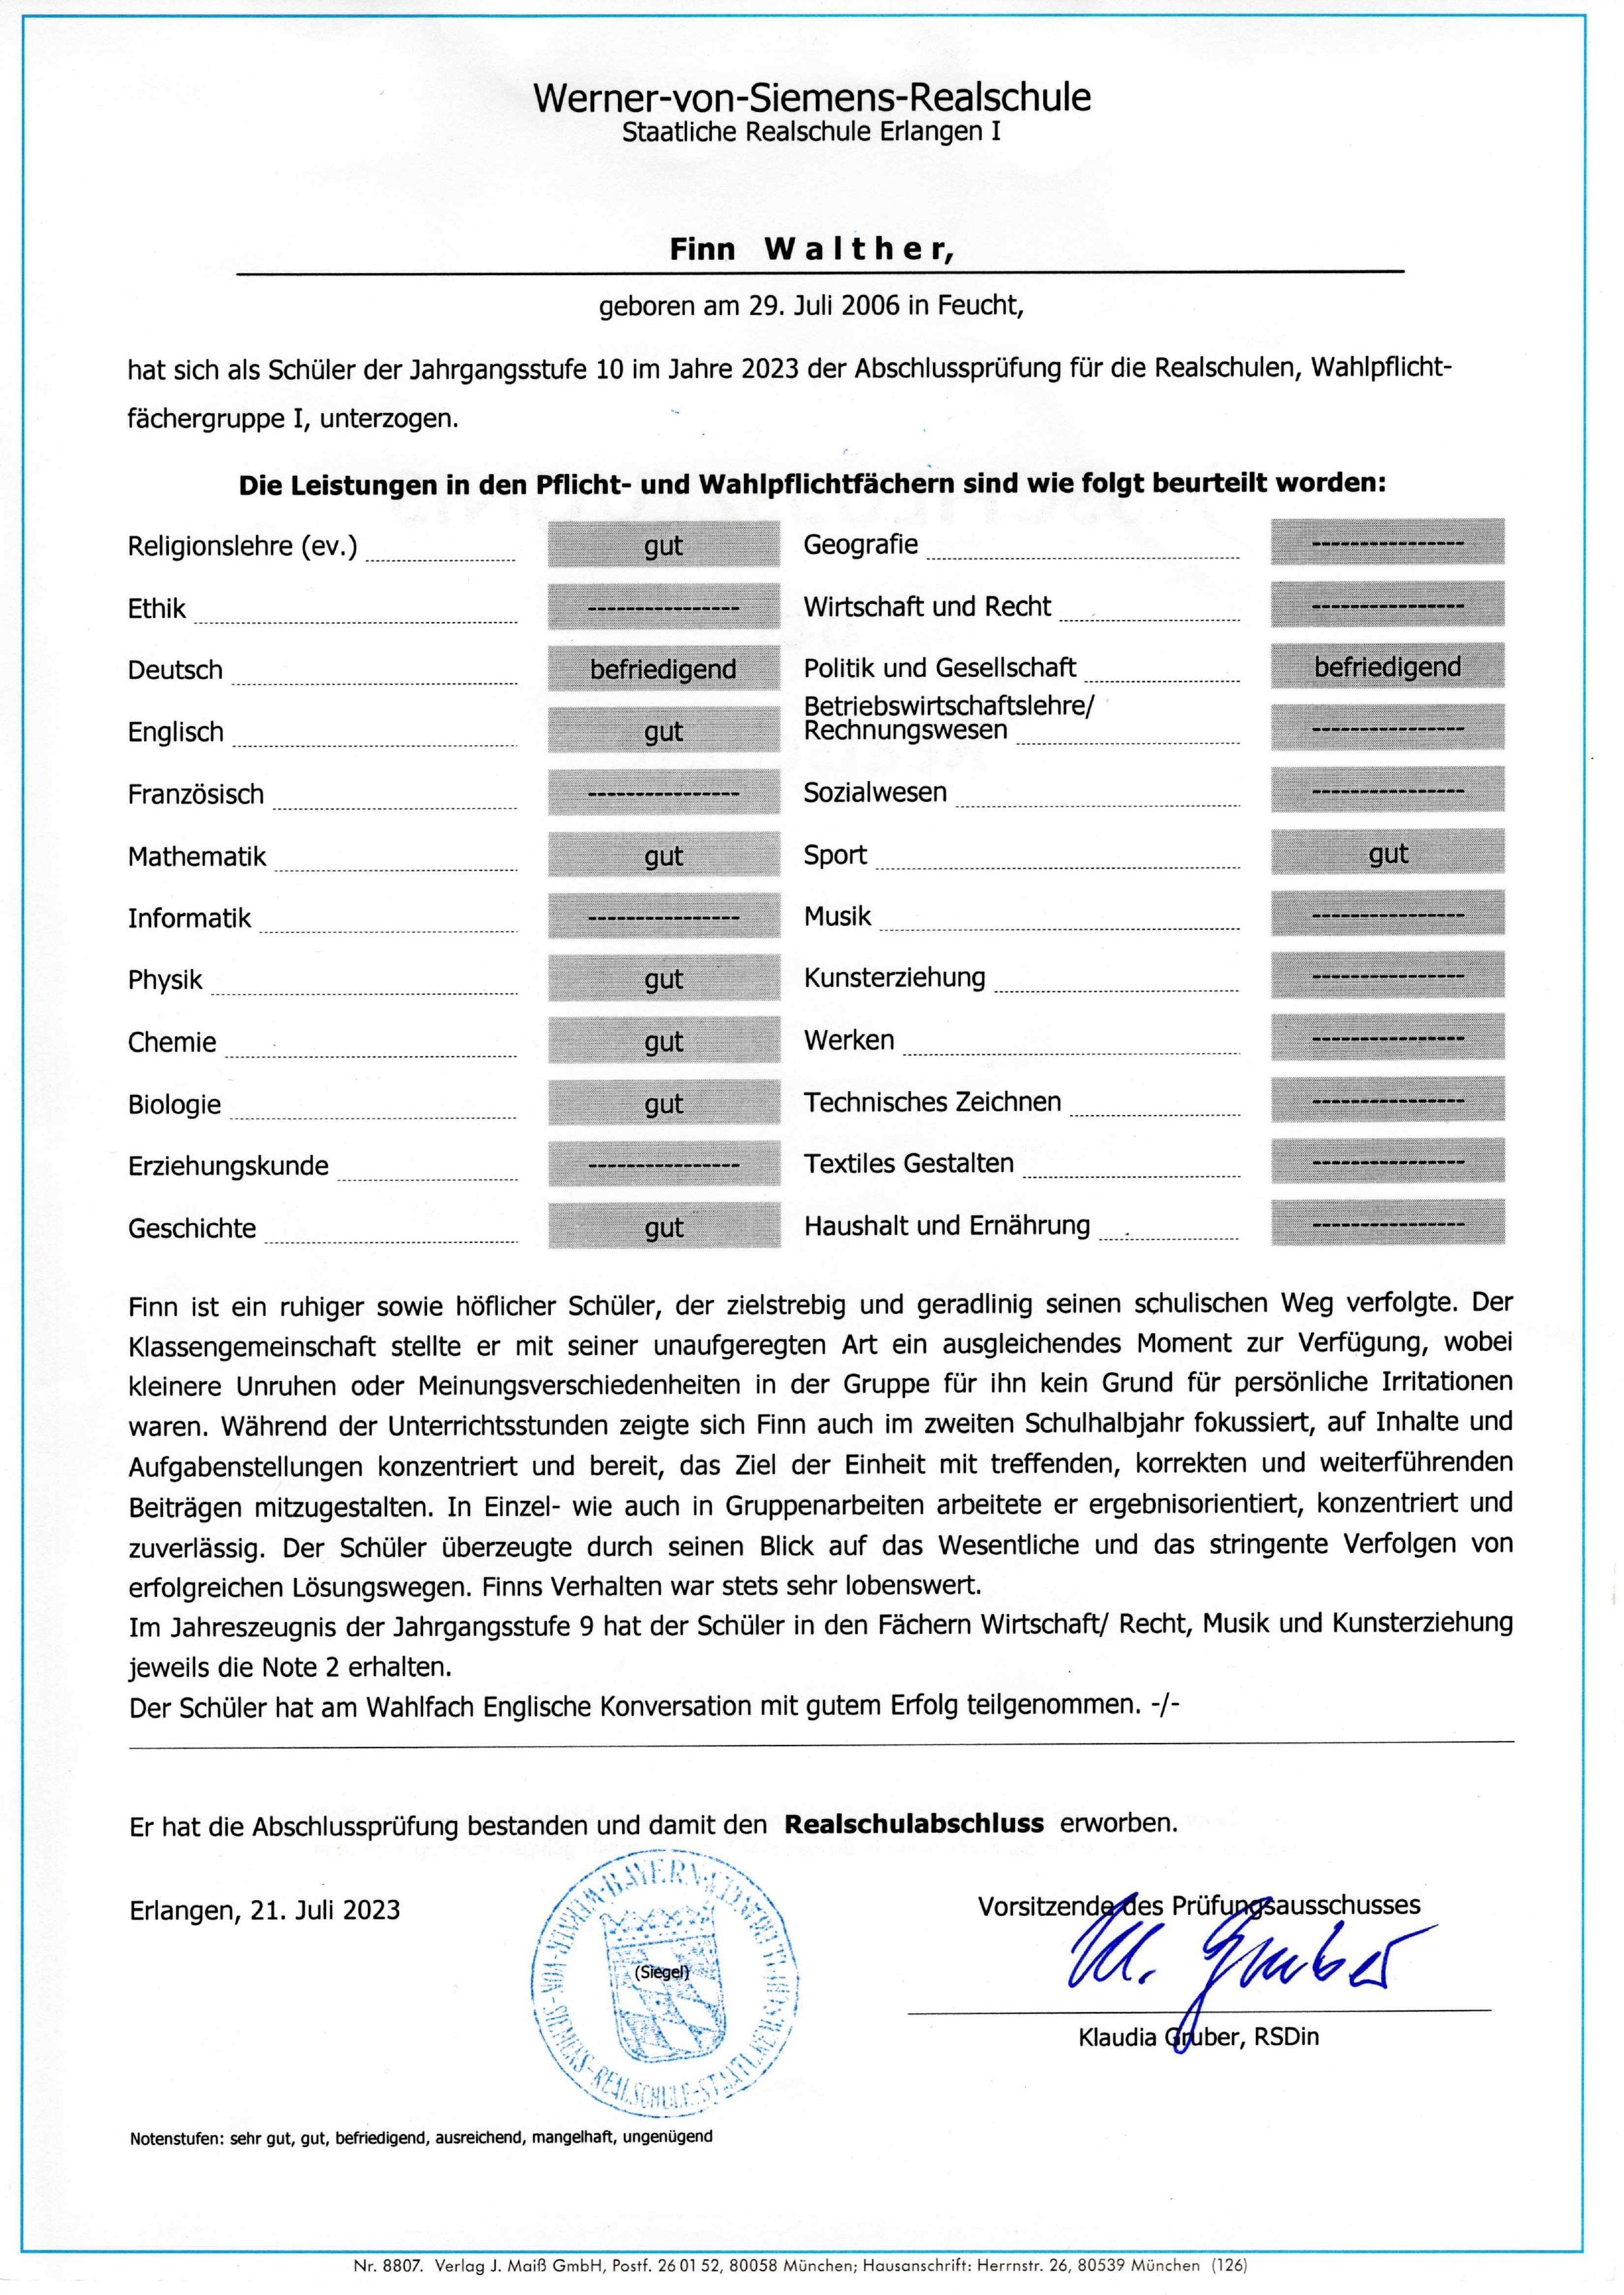 Werner-von-Siemens-Realschule
Staatliche Realschule Erlangen I
Finn Walther,
geboren am 29. Juli 2006 in Feucht,
hat sich als Schüler der Jahrgangsstufe 10 im Jahre 2023 der Abschlussprüfung für die Realschulen, Wahlpflicht-
fächergruppe I, unterzogen.
Die Leistungen in den Pflicht- und Wahlpflichtfächern sind wie folgt beurteilt worden:
Religionslehre (ev.) gut Geografie ----------------
Ethik ---------------- Wirtschaft und Recht ----------------
Deutsch befriedigend Politik und Gesellschaft befriedigend
Betriebswirtschaftslehre/
Englisch gut Rechnungswesen ----------------
Französisch ---------------- Sozialwesen ----------------
Mathematik gut Sport gut
Informatik ---------------- Musik ----------------
Physik gut Kunsterziehung ----------------
Chemie gut Werken ----------------
Biologie gut Technisches Zeichnen ----------------
Erziehungskunde ---------------- Textiles Gestalten ----------------
Geschichte gut Haushalt und Ernährung ----------------
Finn ist ein ruhiger sowie höflicher Schüler, der zielstrebig und geradlinig seinen schulischen Weg verfolgte. Der
Klassengemeinschaft stellte er mit seiner unaufgeregten Art ein ausgleichendes Moment zur Verfügung, wobei
kleinere Unruhen oder Meinungsverschiedenheiten in der Gruppe für ihn kein Grund für persönliche Irritationen
waren. Während der Unterrichtsstunden zeigte sich Finn auch im zweiten Schulhalbjahr fokussiert, auf Inhalte und
Aufgabenstellungen konzentriert und bereit, das Ziel der Einheit mit treffenden, korrekten und weiterführenden
Beiträgen mitzugestalten. In Einzel- wie auch in Gruppenarbeiten arbeitete er ergebnisorientiert, konzentriert und
zuverlässig. Der Schüler überzeugte durch seinen Blick auf das Wesentliche und das stringente Verfolgen von
erfolgreichen Lösungswegen. Finns Verhalten war stets sehr lobenswert.
Im Jahreszeugnis der Jahrgangsstufe 9 hat der Schüler in den Fächern Wirtschaft/ Recht, Musik und Kunsterziehung
jeweils die Note 2 erhalten.
Der Schüler hat am Wahlfach Englische Konversation mit gutem Erfolg teilgenommen. -/-
Er hat die Abschlussprüfung bestanden und damit den Realschulabschluss erworben.
Erlangen, 21. Juli 2023
Vorsitzende des Prüfungsausschusses
BAYERN
WERNER-VON-SIEMENS-REALSCHULE-STAATL.
(Siegel)
Kl. Gruber
Klaudia Gruber, RSDin
Notenstufen: sehr gut, gut, befriedigend, ausreichend, mangelhaft, ungenügend
Nr. 8807. Verlag J. Maiß GmbH, Postf. 26 01 52, 80058 München; Hausanschrift: Herrnstr. 26, 80539 München (126)